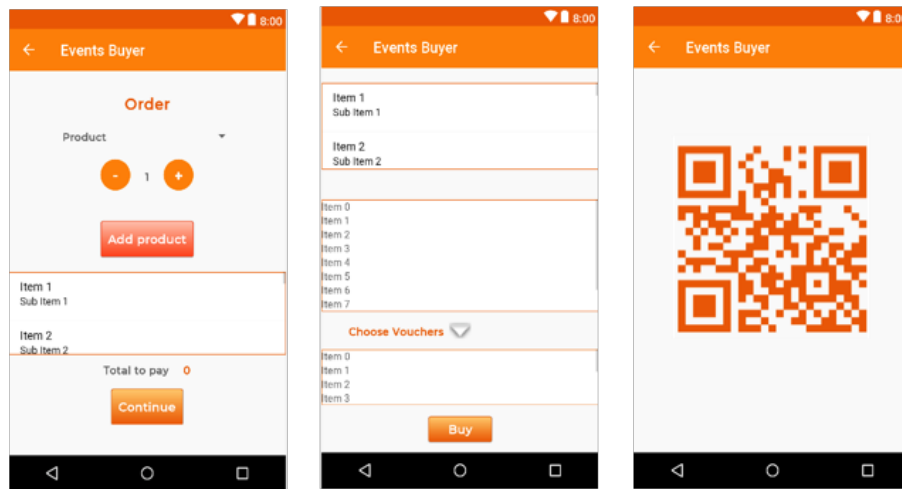 8:00
Events Buyer
Order
Product
- 1 +
Add product
Item 1
Sub Item 1
Item 2
Sub Item 2
Total to pay 0
Continue
8:00
Events Buyer
Item 1
Sub Item 1
Item 2
Sub Item 2
Item 0
Item 1
Item 2
Item 3
Item 4
Item 5
Item 6
Item 7
Choose Vouchers
Item 0
Item 1
Item 2
Item 3
Buy
8:0
Events Buyer